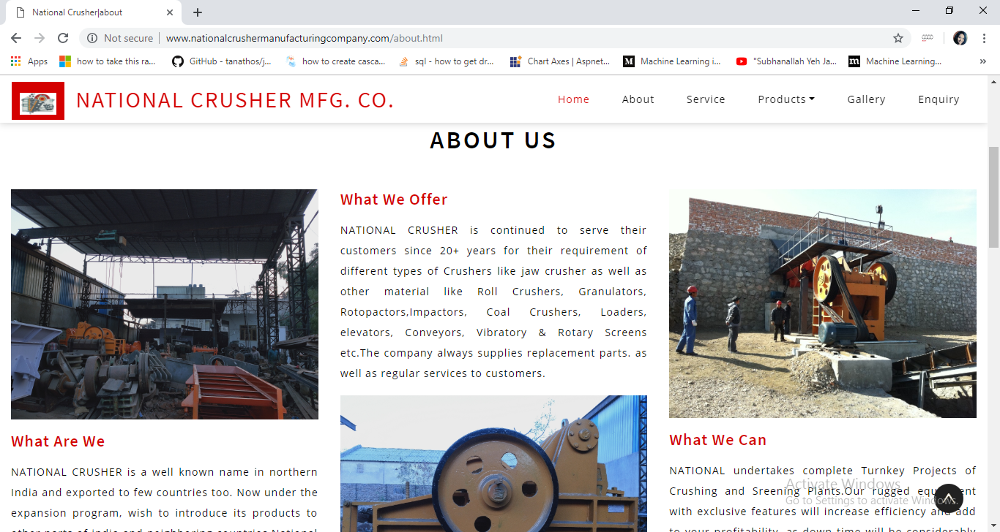 National Crusher|about
Not secure
www.nationalcrushermanufacturingcompany.com/about.html
Apps
how to take this ra...
GitHub - tanathos/j...
how to create casca...
sql - how to get dr...
Chart Axes | Aspnet...
Machine Learning i...
"Subhanallah Yeh Ja...
Machine Learning...
NATIONAL CRUSHER MFG. CO.
Home
About
Service
Products
Gallery
Enquiry
ABOUT US
What Are We
NATIONAL CRUSHER is a well known name in northern
India and exported to few countries too. Now under the
expansion program, wish to introduce its products to
other parts of india and neighboring countries.National
What We Offer
NATIONAL CRUSHER is continued to serve their
customers since 20+ years for their requirement of
different types of Crushers like jaw crusher as well as
other material like Roll Crushers, Granulators,
Rotopactors,Impactors, Coal Crushers, Loaders,
elevators, Conveyors, Vibratory & Rotary Screens
etc.The company always supplies replacement parts. as
well as regular services to customers.
What We Can
NATIONAL undertakes complete Turnkey Projects of
Crushing and Sreening Plants.Our rugged
with exclusive features will increase efficiency and add
to your profitability, as down time will be considerably
Activate Windows
Go to Settings to activate Windows.